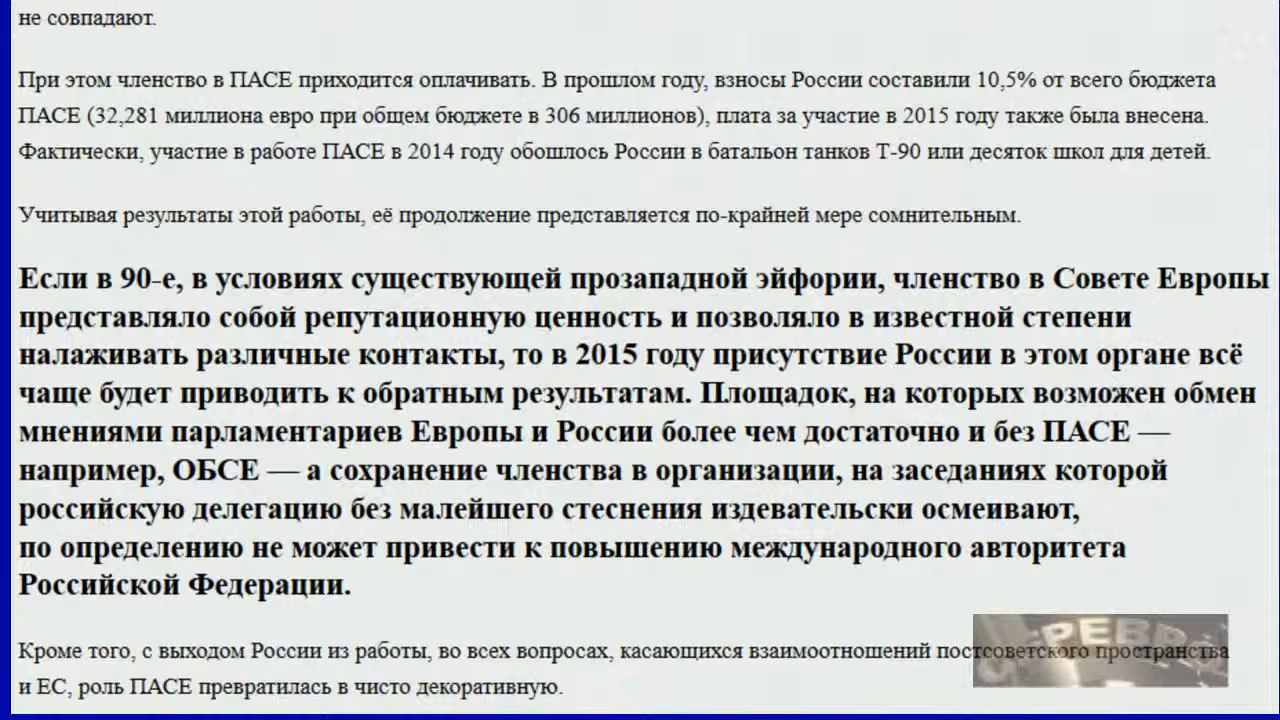 не совпадают.
При этом членство в ПАСЕ приходится оплачивать. В прошлом году, взносы России составили 10,5% от всего бюджета
ПАСЕ (32,281 миллиона евро при общем бюджете в 306 миллионов), плата за участие в 2015 году также была внесена.
Фактически, участие в работе ПАСЕ в 2014 году обошлось России в батальон танков Т-90 или десяток школ для детей.
Учитывая результаты этой работы, её продолжение представляется по-крайней мере сомнительным.
Если в 90-е, в условиях существующей прозападной эйфории, членство в Совете Европы
представляло собой репутационную ценность и позволяло в известной степени
налаживать различные контакты, то в 2015 году присутствие России в этом органе всё
чаще будет приводить к обратным результатам. Площадок, на которых возможен обмен
мнениями парламентариев Европы и России более чем достаточно и без ПАСЕ —
например, ОБСЕ — а сохранение членства в организации, на заседаниях которой
российскую делегацию без малейшего стеснения издевательски осмеивают,
по определению не может привести к повышению международного авторитета
Российской Федерации.
Кроме того, с выходом России из работы, во всех вопросах, касающихся взаимоотношений постсоветского пространства
и ЕС, роль ПАСЕ превратилась в чисто декоративную.